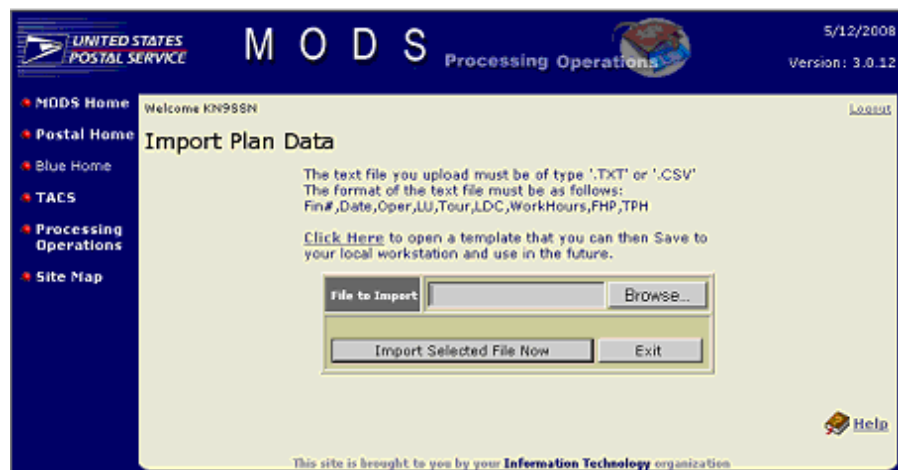 UNITED STATES
POSTAL SERVICE
M O D S
Processing Operations
5/12/2008
Version: 3.0.12
MODS Home
Postal Home
Blue Home
TACS
Processing
Operations
Site Map
Welcome KN98SN
Logout
Import Plan Data
The text file you upload must be of type '.TXT' or '.CSV'
The format of the text file must be as follows:
Fin#,Date,Oper,LU,Tour,LDC,WorkHours,FHP,TPH
Click Here to open a template that you can then Save to
your local workstation and use in the future.
File to Import
Browse...
Import Selected File Now
Exit
Help
This site is brought to you by your Information Technology organization